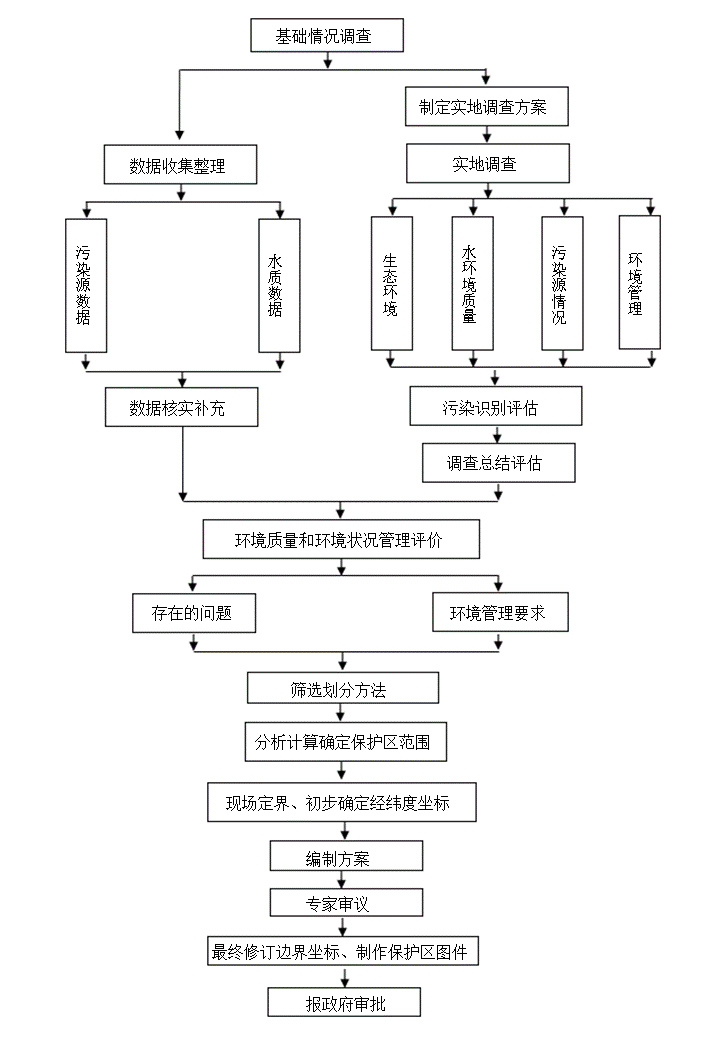 基础情况调查
制定实地调查方案
数据收集整理
实地调查
污染源数据
水质数据
生态环境
水环境质量
污染源情况
环境管理
数据核实补充
污染识别评估
调查总结评估
环境质量和环境状况管理评价
存在的问题
环境管理要求
筛选划分方法
分析计算确定保护区范围
现场定界、初步确定经纬度坐标
编制方案
专家审议
最终修订边界坐标、制作保护区图件
报政府审批